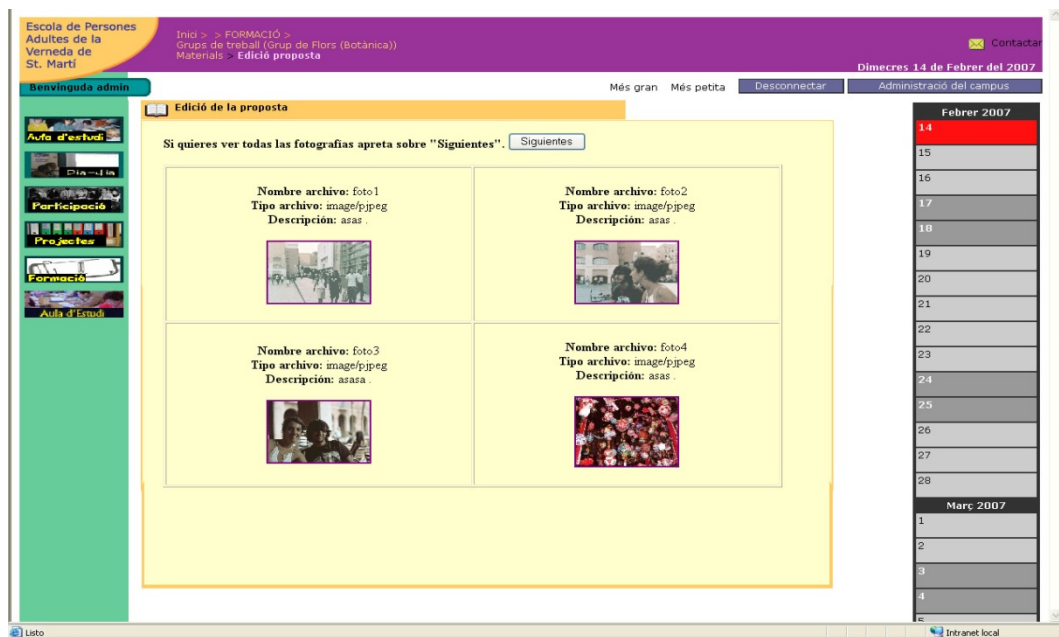 Escola de Persones
Adultes de la
Verneda de
St. Martí
Inici > > FORMACIÓ >
Grups de treball (Grup de Flors (Botànica))
Materials > Edició proposta
Contactar
Dimecres 14 de Febrer del 2007
Benvinguda admin
Més gran Més petita Desconnectar Administració del campus
Edició de la proposta
Si quieres ver todas las fotografias apreta sobre "Siguientes". Siguientes
Aufa d'estudi
Dia-dia
Participació
Projectes
Formació
Aula d'Estudi
Nombre archivo: foto1
Tipo archivo: image/pjpeg
Descripción: asas .
Nombre archivo: foto2
Tipo archivo: image/pjpeg
Descripción: asas .
Nombre archivo: foto3
Tipo archivo: image/pjpeg
Descripción: asasa .
Nombre archivo: foto4
Tipo archivo: image/pjpeg
Descripción: asas .
Febrer 2007
14
15
16
17
18
19
20
21
22
23
24
25
26
27
28
Març 2007
1
2
3
4
5
Listo
Intranet local